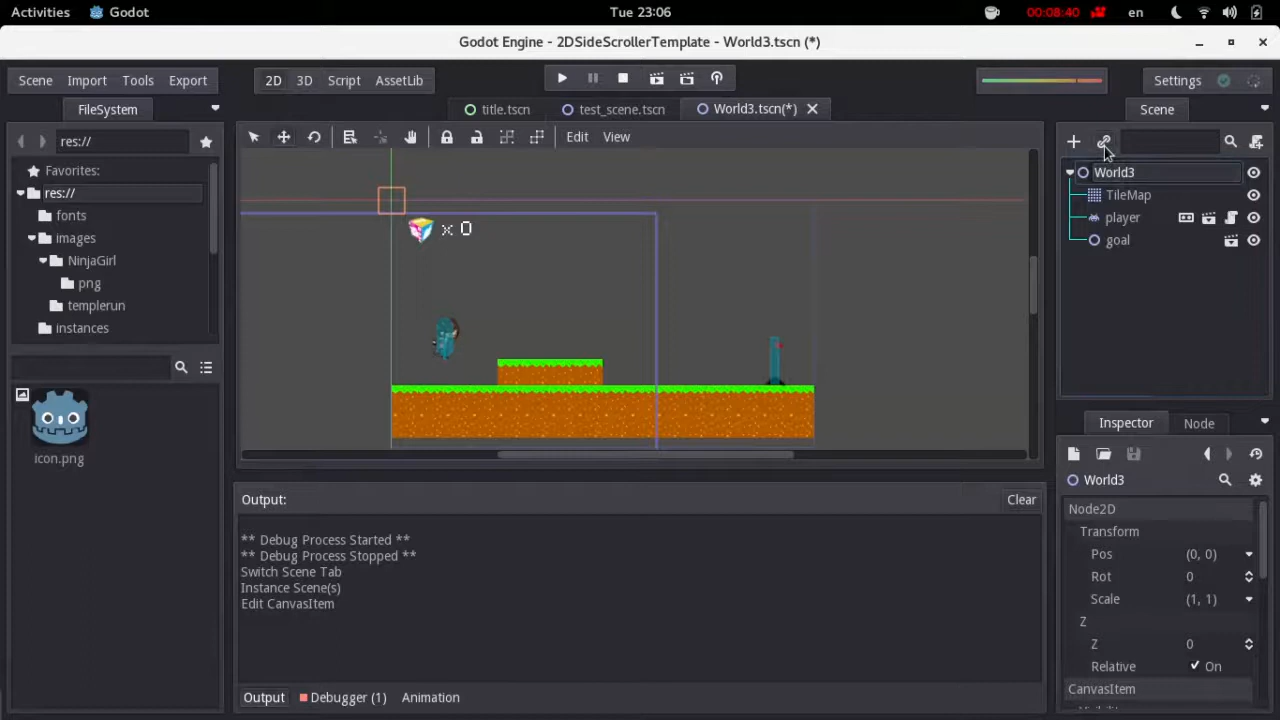 Activities Godot Tue 23:06 00:08:40 en
Godot Engine - 2DSideScrollerTemplate - World3.tscn (*)
Scene Import Tools Export 2D 3D Script AssetLib Settings
FileSystem title.tscn test_scene.tscn World3.tscn(*) Scene
res:// Edit View
Favorites: World3
res:// TileMap
fonts player
images x 0 goal
NinjaGirl
png
templerun
instances
Inspector Node
icon.png
World3
Output: Clear
Node2D
Transform
** Debug Process Started **
** Debug Process Stopped ** Pos (0, 0)
Switch Scene Tab Rot 0
Instance Scene(s)
Edit CanvasItem Scale (1, 1)
Z
Z 0
Relative On
CanvasItem
Output Debugger (1) Animation